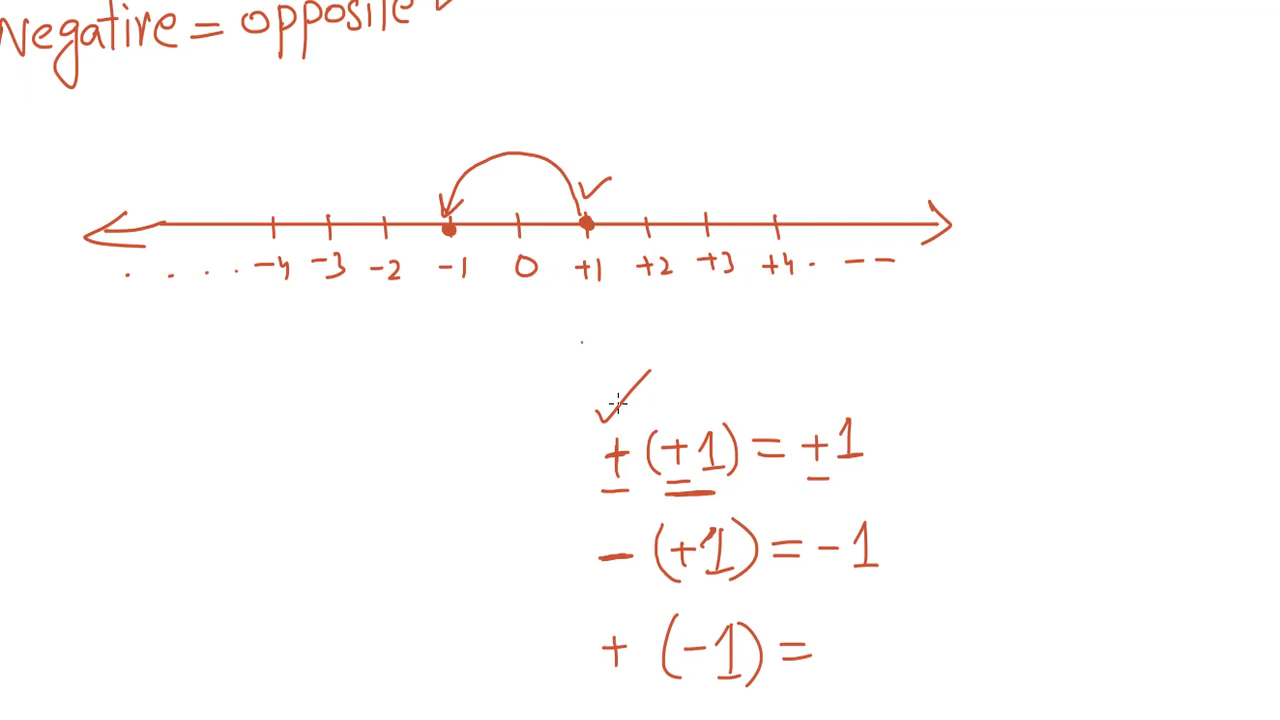 Negative = opposite
. . . . -4 -3 -2 -1 0 +1 +2 +3 +4 . - -
+ (+1) = +1
- (+1) = -1
+ (-1) =